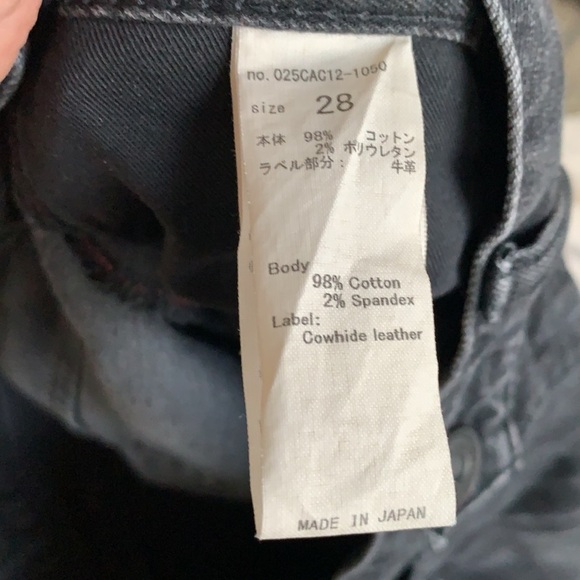 no. 025CAC12-1050
size 28
本体 98% コットン
2% ポリウレタン
ラベル部分: 牛革
Body
98% Cotton
2% Spandex
Label:
Cowhide leather
MADE IN JAPAN